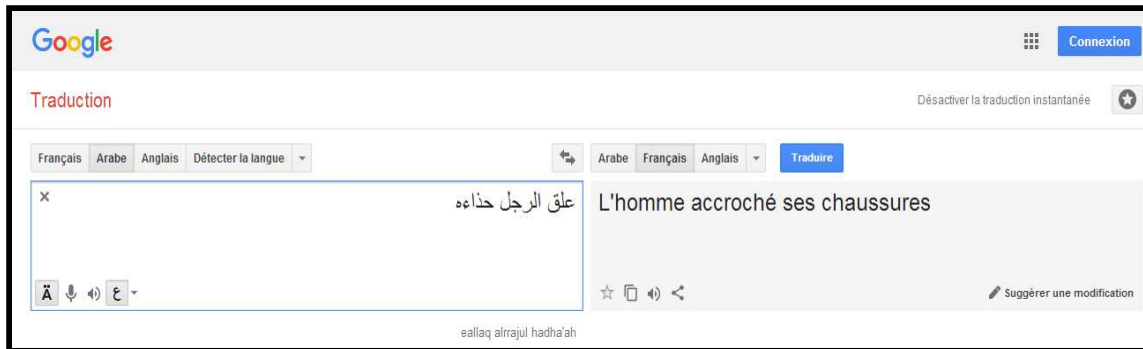 Google
Connexion
Traduction
Désactiver la traduction instantanée
Français Arabe Anglais Détecter la langue
Arabe Français Anglais Traduire
علق الرجل حذاءه
L'homme accroché ses chaussures
Ä ع
Suggérer une modification
eallaq alrrajul hadha'ah